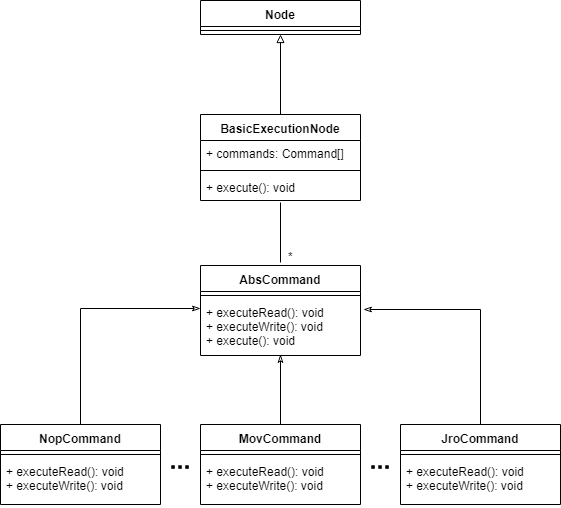 Node
BasicExecutionNode
+ commands: Command[]
+ execute(): void
*
AbsCommand
+ executeRead(): void
+ executeWrite(): void
+ execute(): void
NopCommand
+ executeRead(): void
+ executeWrite(): void
...
MovCommand
+ executeRead(): void
+ executeWrite(): void
...
JroCommand
+ executeRead(): void
+ executeWrite(): void